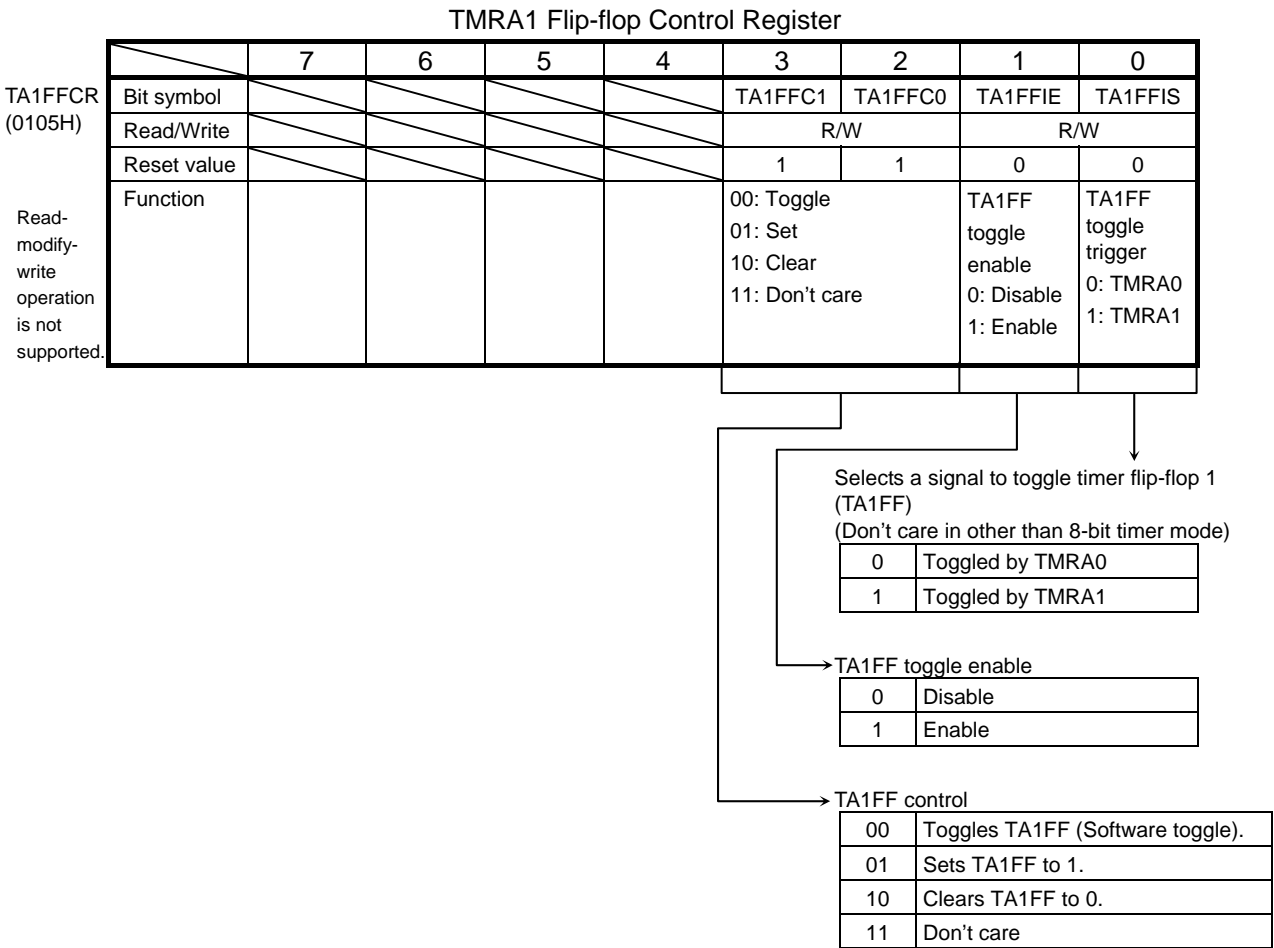 TMRA1 Flip-flop Control Register
7 6 5 4 3 2 1 0
TA1FFCR
(0105H)
Bit symbol TA1FFC1 TA1FFC0 TA1FFIE TA1FFIS
Read/Write R/W R/W
Reset value 1 1 0 0
Read-
modify-
write
operation
is not
supported.
Function
00: Toggle
01: Set
10: Clear
11: Don’t care
TA1FF
toggle
enable
0: Disable
1: Enable
TA1FF
toggle
trigger
0: TMRA0
1: TMRA1
Selects a signal to toggle timer flip-flop 1
(TA1FF)
(Don’t care in other than 8-bit timer mode)
0 Toggled by TMRA0
1 Toggled by TMRA1
TA1FF toggle enable
0 Disable
1 Enable
TA1FF control
00 Toggles TA1FF (Software toggle).
01 Sets TA1FF to 1.
10 Clears TA1FF to 0.
11 Don’t care